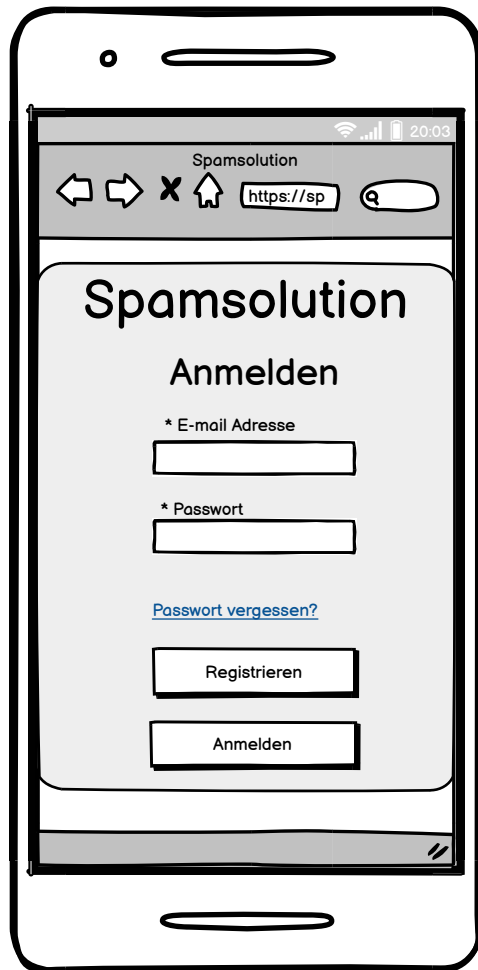 20:03
Spamsolution
https://sp
Spamsolution
Anmelden
* E-mail Adresse
* Passwort
Passwort vergessen?
Registrieren
Anmelden